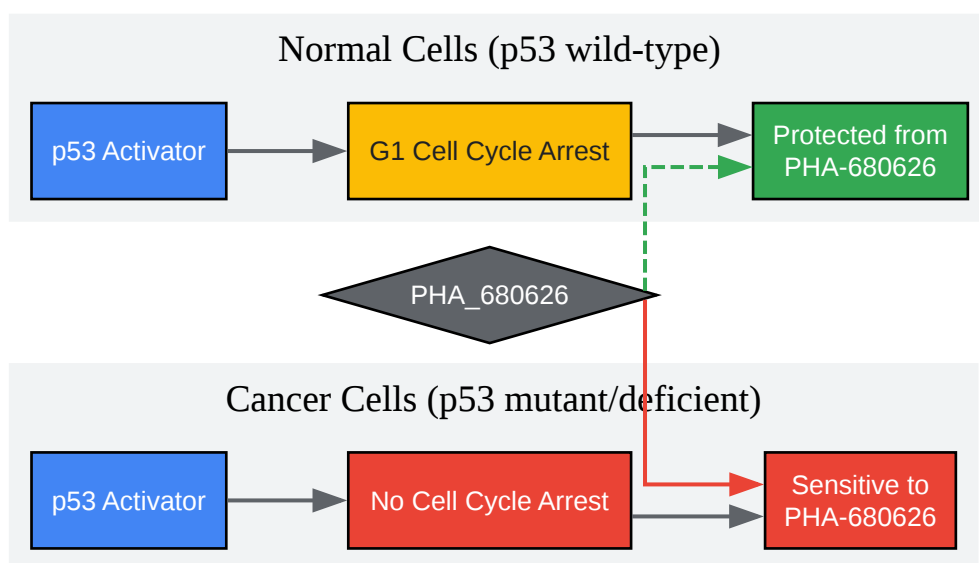 Normal Cells (p53 wild-type)
p53 Activator
G1 Cell Cycle Arrest
Protected from
PHA-680626
PHA_680626
Cancer Cells (p53 mutant/deficient)
p53 Activator
No Cell Cycle Arrest
Sensitive to
PHA-680626